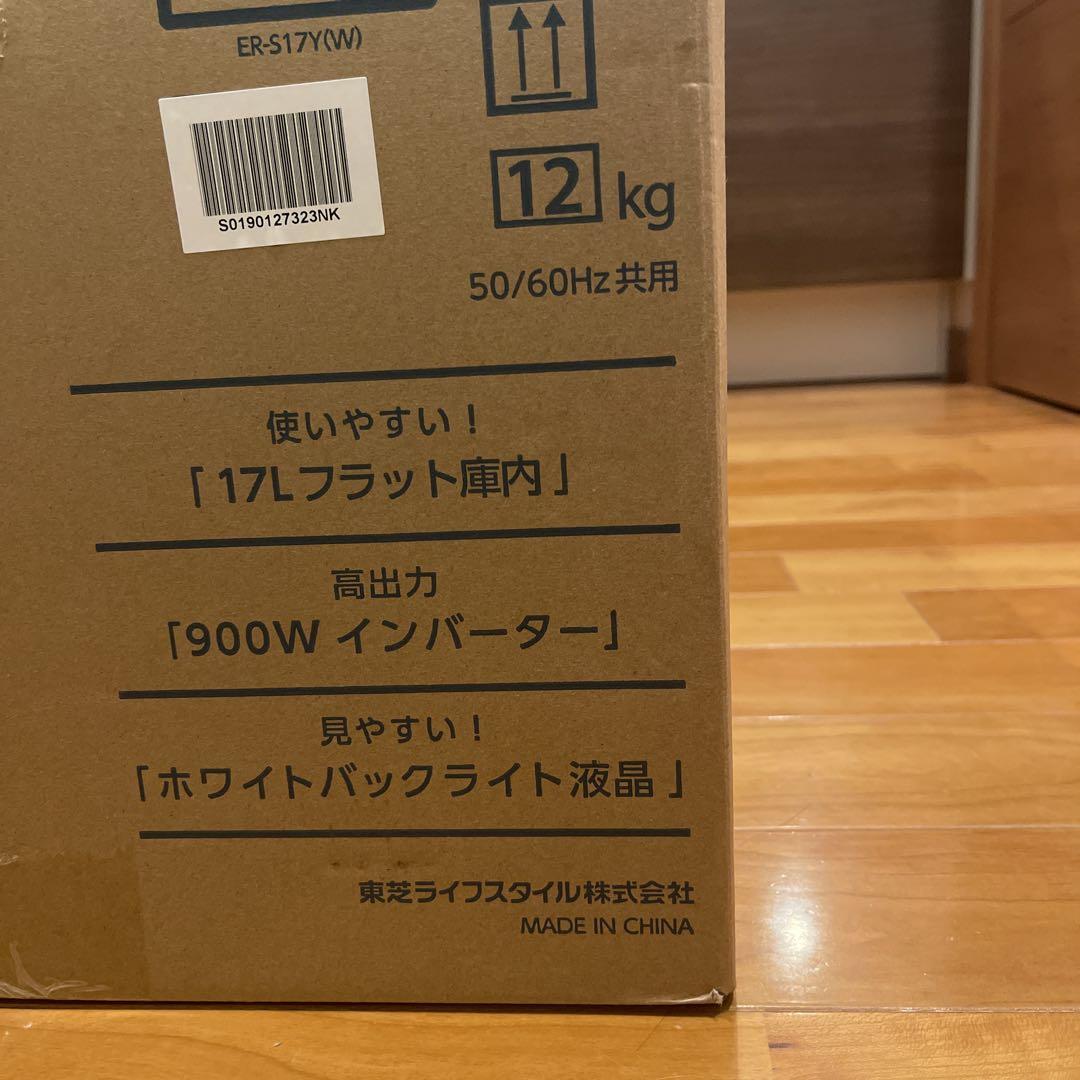 ER-S17Y(W)
S0190127323NK
12 kg
50/60Hz共用
使いやすい！
「17Lフラット庫内」
高出力
「900W インバーター」
見やすい！
「ホワイトバックライト液晶」
東芝ライフスタイル株式会社
MADE IN CHINA